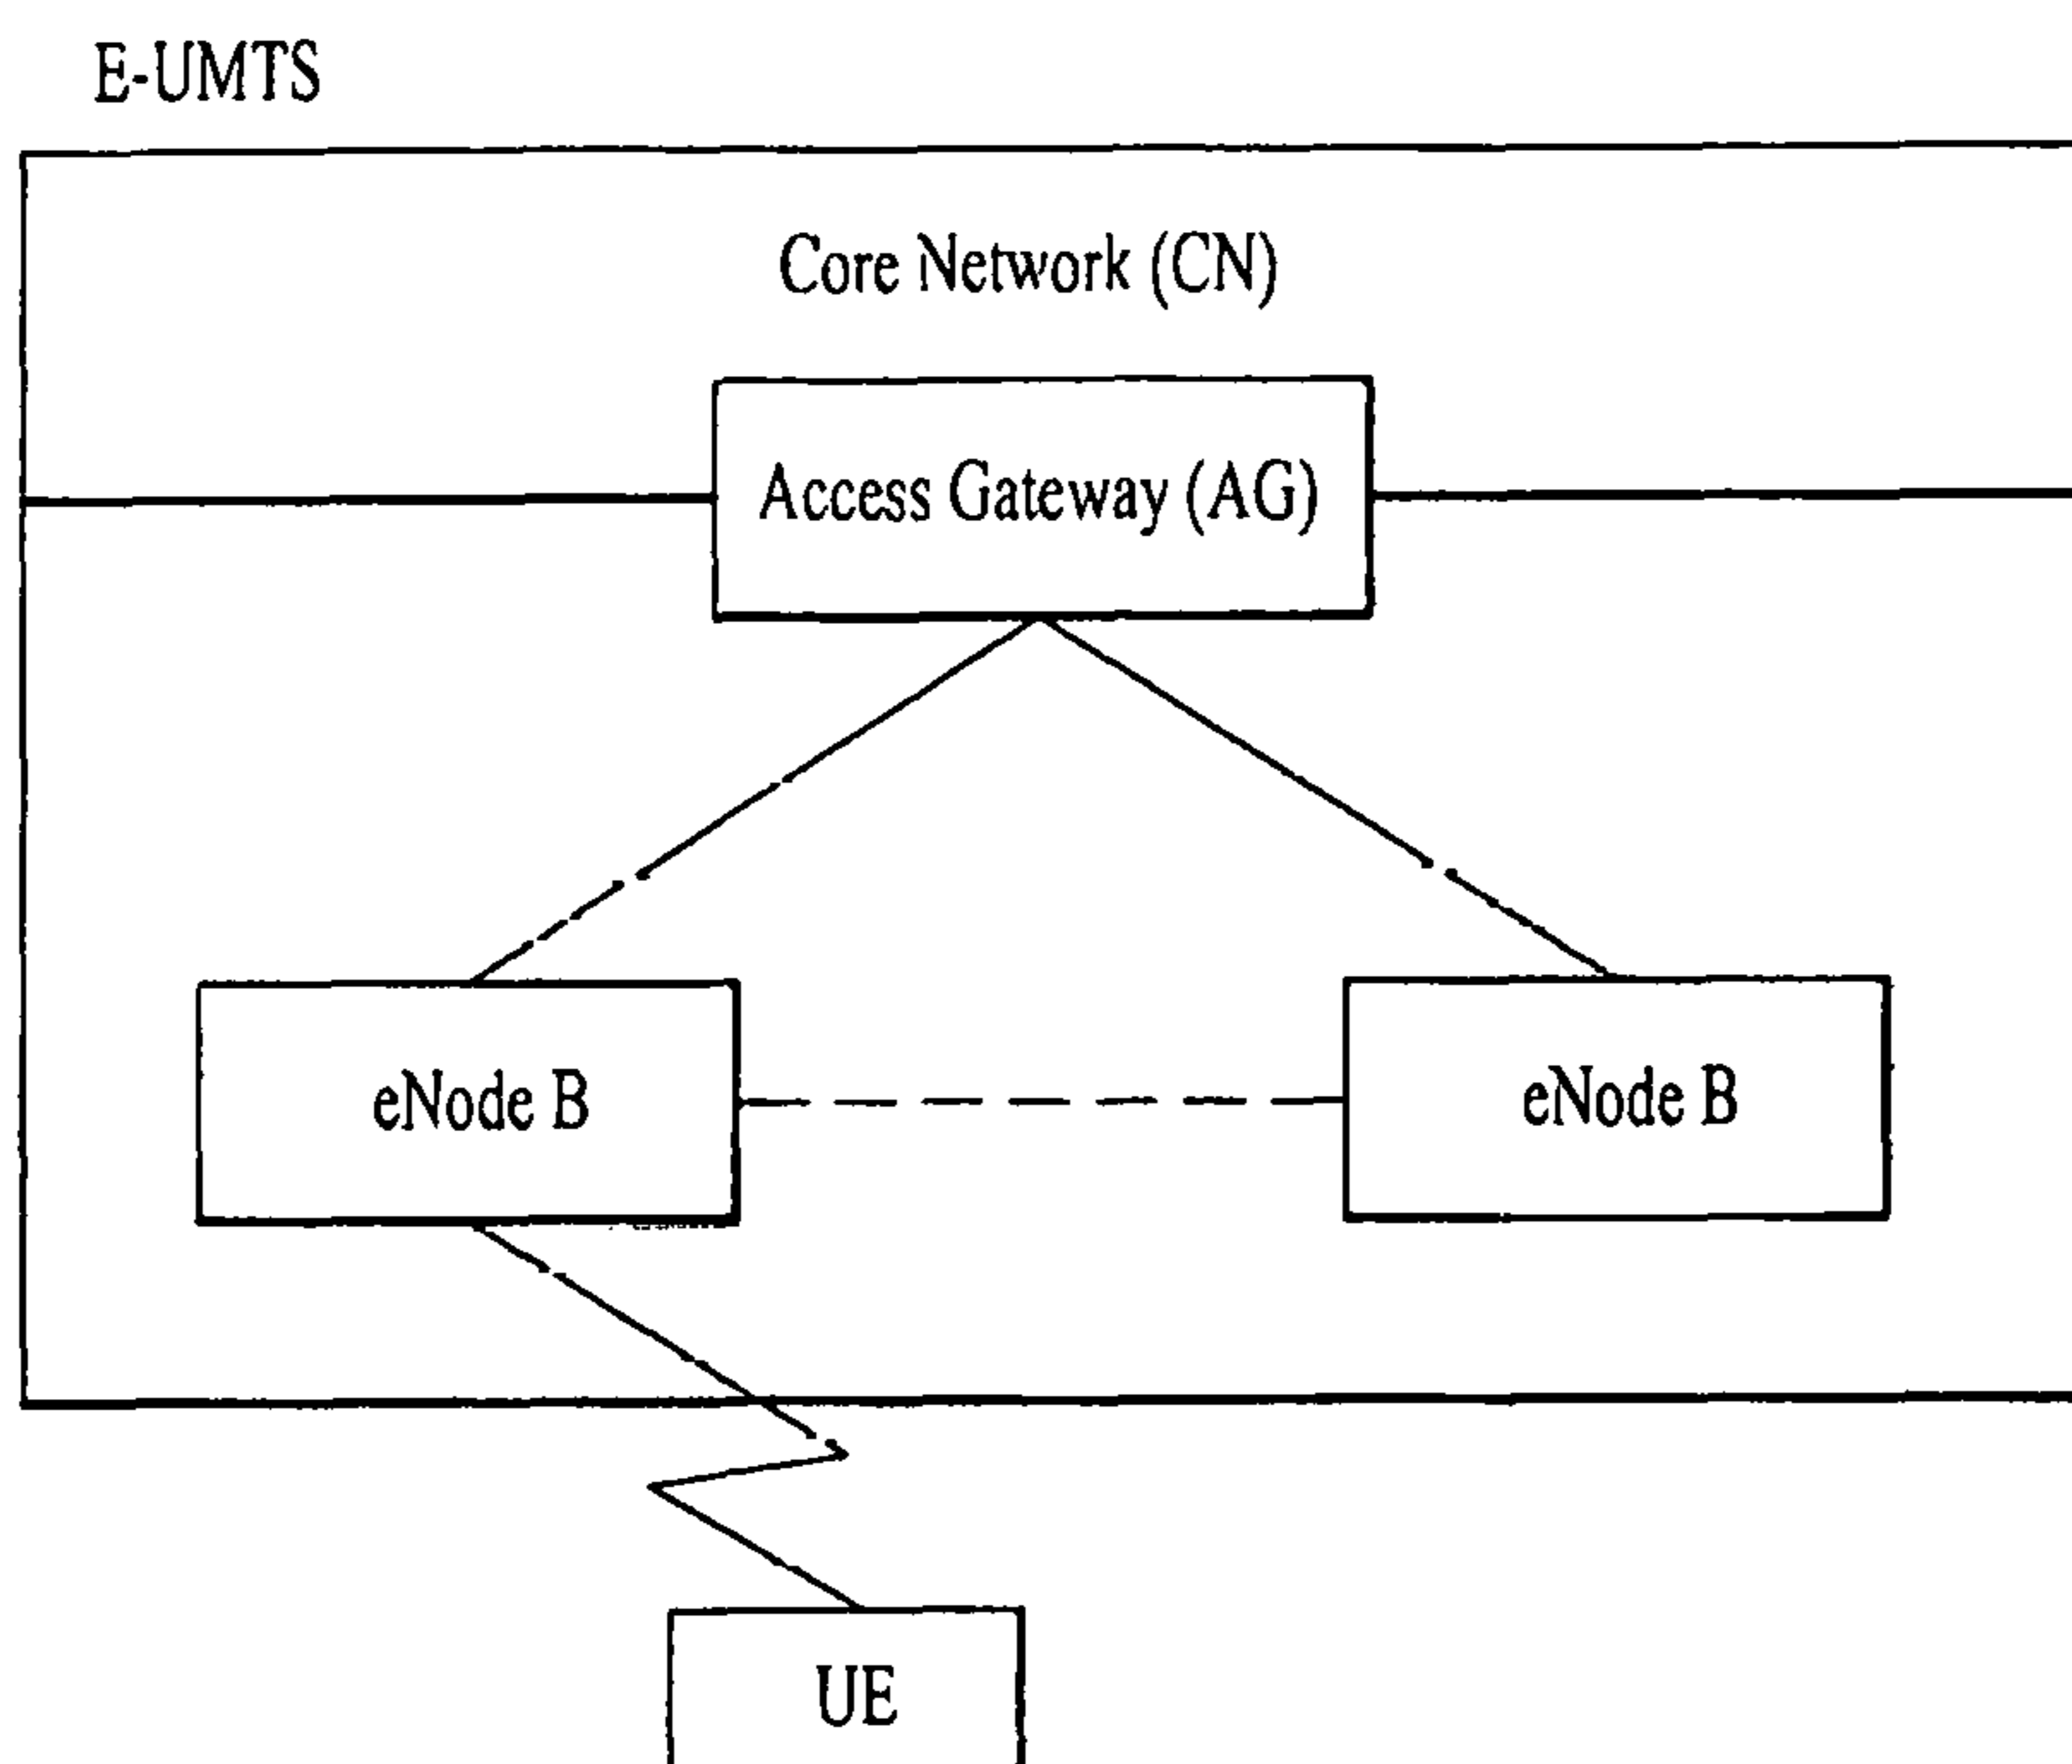 E-UMTS
Core Network (CN)
Access Gateway (AG)
eNode B
eNode B
UE